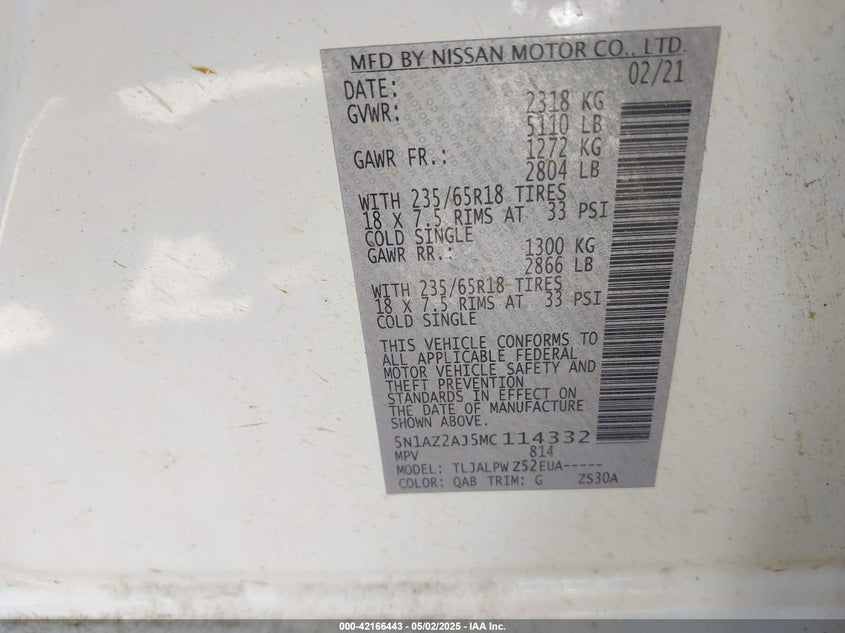 MFD BY NISSAN MOTOR CO., LTD.
DATE: 02/21
GVWR: 2318 KG
5110 LB
GAWR FR.: 1272 KG
2804 LB
WITH 235/65R18 TIRES
18 X 7.5 RIMS AT 33 PSI
COLD SINGLE
GAWR RR.: 1300 KG
2866 LB
WITH 235/65R18 TIRES
18 X 7.5 RIMS AT 33 PSI
COLD SINGLE
THIS VEHICLE CONFORMS TO
ALL APPLICABLE FEDERAL
MOTOR VEHICLE SAFETY AND
THEFT PREVENTION
STANDARDS IN EFFECT ON
THE DATE OF MANUFACTURE
SHOWN ABOVE.
5N1AZ2AJ5MC114332
MPV 814
MODEL: TLJALPWZ52EUA-----
COLOR: QAB TRIM: G ZS30A
000-42166443 - 05/02/2025 - IAA Inc.